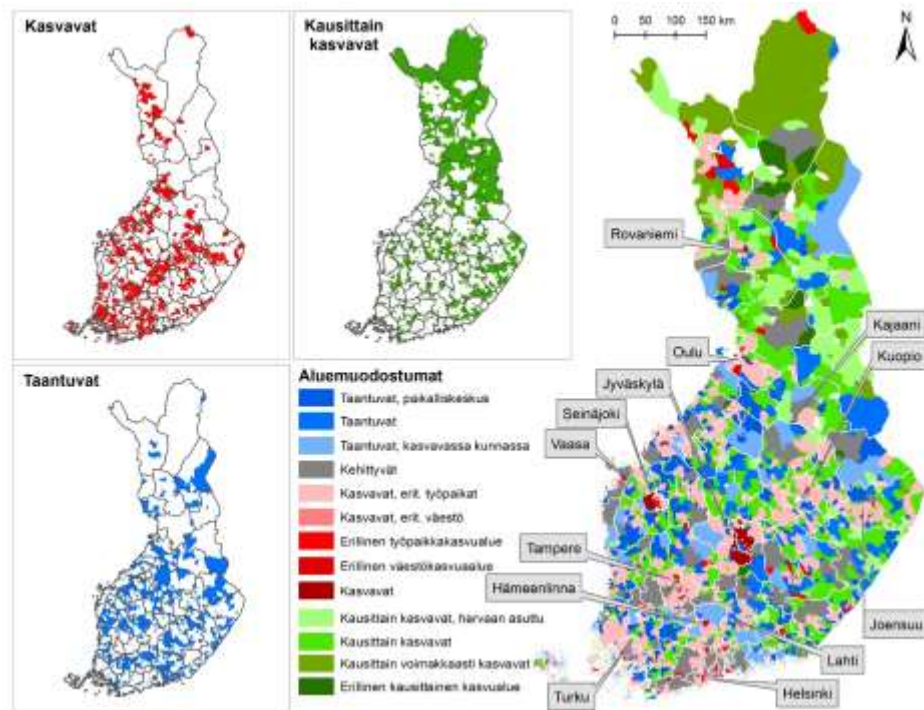 Kasvavat
Kausittain
kasvavat
0 50 100 150 km
N
Taantuvat
Aluemuodostumat
Taantuvat, paikalliskeskus
Taantuvat
Taantuvat, kasvavassa kunnassa
Kehittyvät
Kasvavat, erit. työpaikat
Kasvavat, erit. väestö
Erillinen työpaikkakasvualue
Erillinen väestökasvualue
Kasvavat
Kausittain kasvavat, harvaan asuttu
Kausittain kasvavat
Kausittain voimakkaasti kasvavat
Erillinen kausittainen kasvualue
Rovaniemi
Kajaani
Oulu
Kuopio
Jyväskylä
Seinäjoki
Vaasa
Tampere
Hämeenlinna
Joensuu
Lahti
Turku
Helsinki